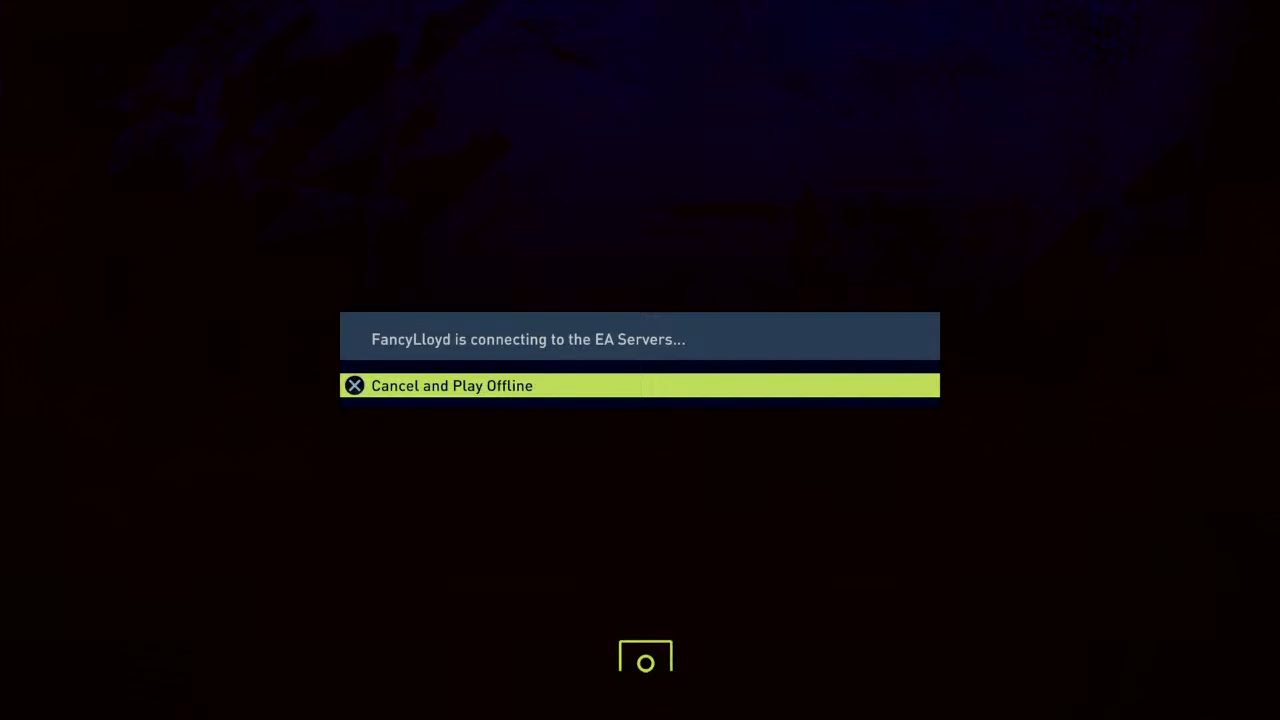 FancyLloyd is connecting to the EA Servers...
Cancel and Play Offline